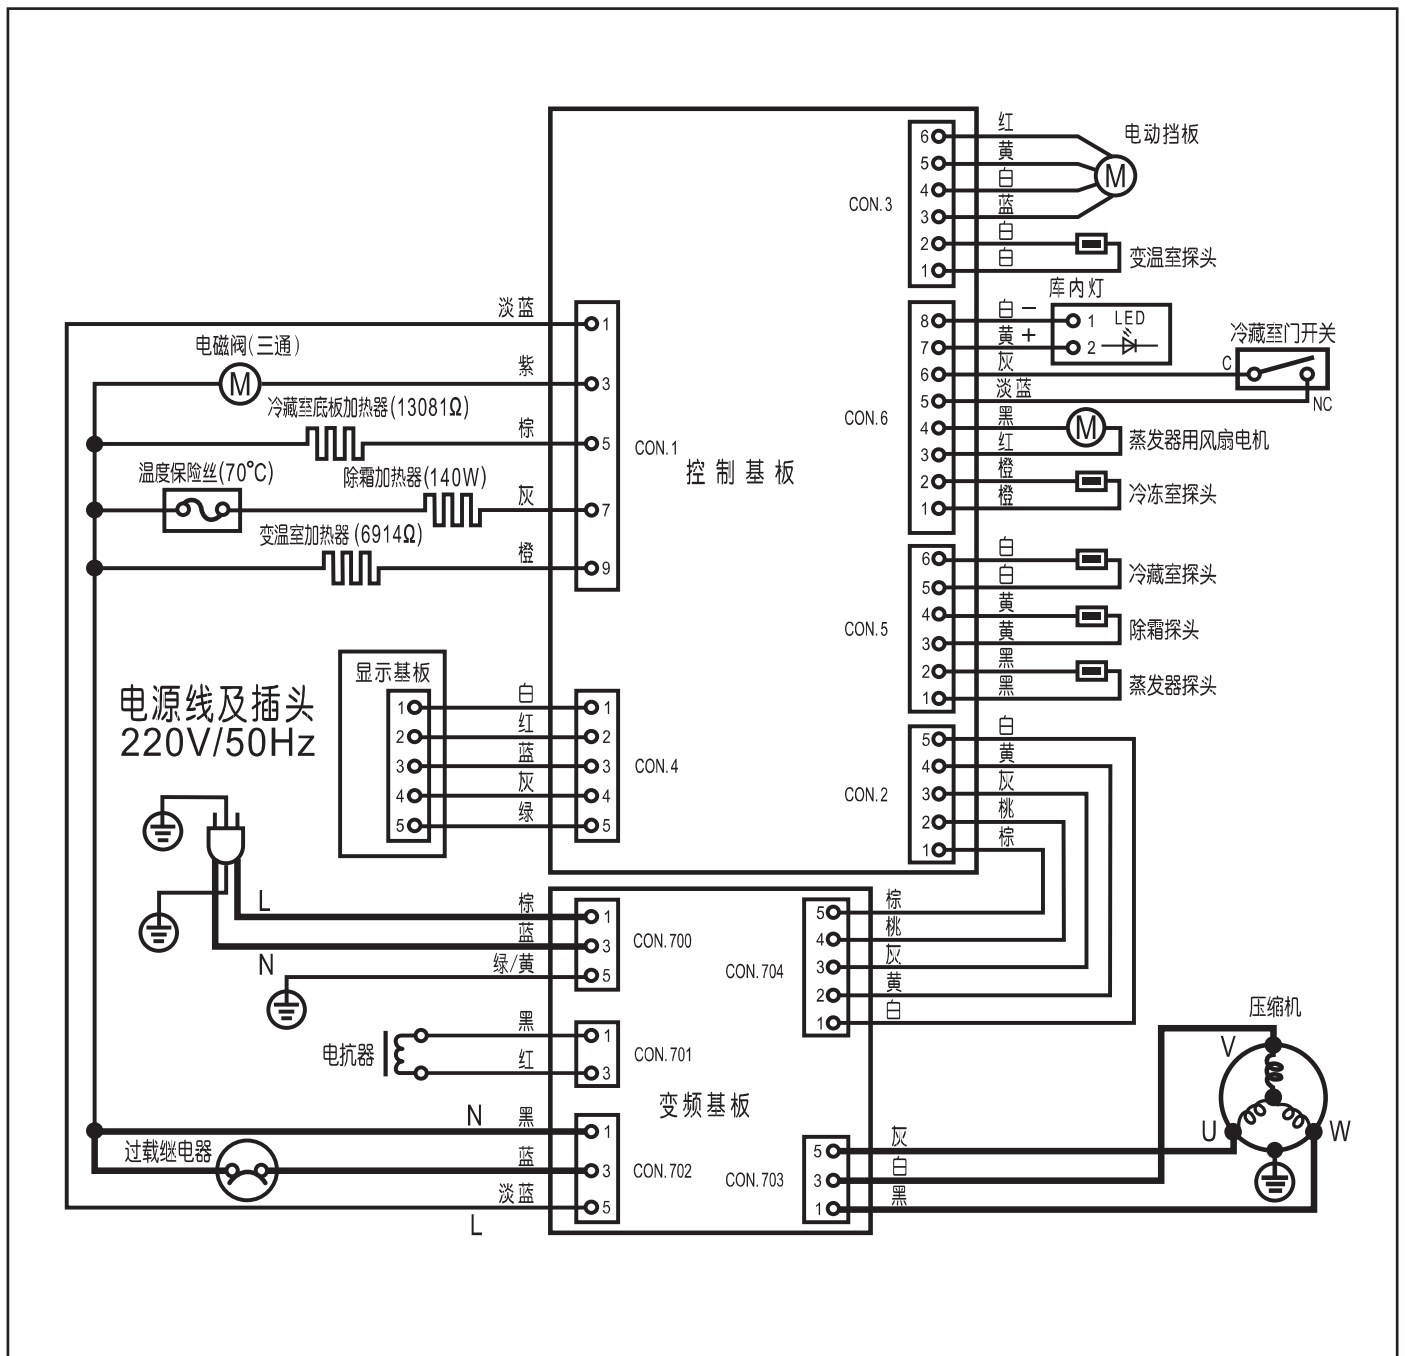 红
6
电动挡板
黄
5
M
白
4
CON.3
蓝
3
白
2
变温室探头
白
1
库内灯
淡蓝
1
白 −
8
1
LED
冷藏室门开关
电磁阀(三通)
黄 +
7
2
紫
3
M
灰
6
C
冷藏室底板加热器(13081Ω)
淡蓝
5
NC
CON.6
黑
4
M
蒸发器用风扇电机
棕
5
CON.1
红
3
控制基板
温度保险丝(70℃)
除霜加热器(140W)
橙
2
冷冻室探头
灰
7
橙
1
变温室加热器(6914Ω)
橙
9
白
6
冷藏室探头
白
5
黄
4
除霜探头
CON.5
黄
3
黑
2
蒸发器探头
黑
1
显示基板
电源线及插头
220V/50Hz
1
白
1
2
红
2
3
蓝
3
CON.4
4
灰
4
5
绿
5
白
5
黄
4
灰
3
CON.2
桃
2
棕
1
L
棕
1
蓝
3
CON.700
N
绿/黄
5
5
棕
4
桃
CON.704
3
灰
2
黄
1
白
电抗器
黑
1
CON.701
红
3
变频基板
压缩机
V
U
W
N
黑
1
过载继电器
蓝
3
CON.702
淡蓝
5
L
灰
5
白
3
CON.703
黑
1